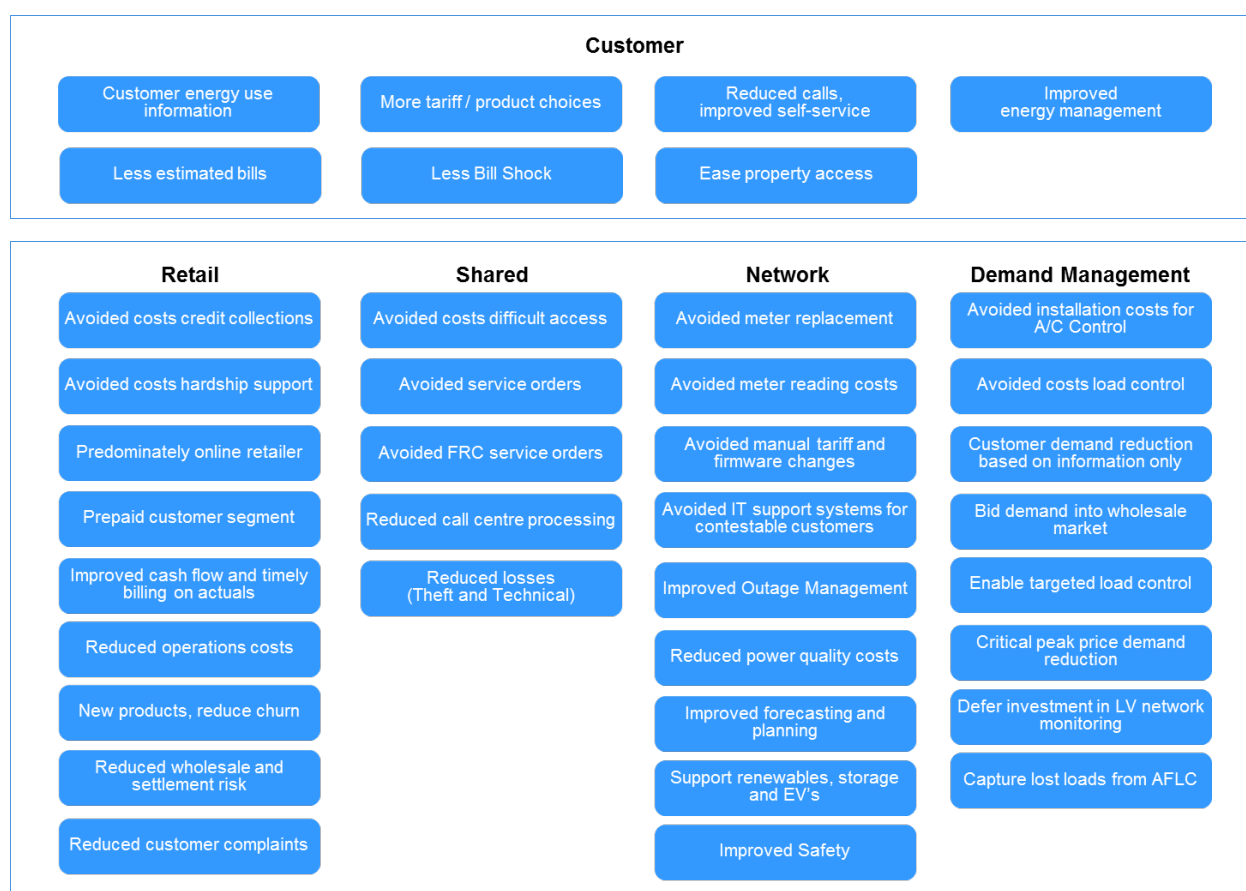 Customer
Customer energy use
information
More tariff / product choices
Reduced calls,
improved self-service
Improved
energy management
Less estimated bills
Less Bill Shock
Ease property access
Retail
Avoided costs credit collections
Avoided costs hardship support
Predominately online retailer
Prepaid customer segment
Improved cash flow and timely
billing on actuals
Reduced operations costs
New products, reduce churn
Reduced wholesale and
settlement risk
Reduced customer complaints
Shared
Avoided costs difficult access
Avoided service orders
Avoided FRC service orders
Reduced call centre processing
Reduced losses
(Theft and Technical)
Network
Avoided meter replacement
Avoided meter reading costs
Avoided manual tariff and
firmware changes
Avoided IT support systems for
contestable customers
Improved Outage Management
Reduced power quality costs
Improved forecasting and
planning
Support renewables, storage
and EV's
Improved Safety
Demand Management
Avoided installation costs for
A/C Control
Avoided costs load control
Customer demand reduction
based on information only
Bid demand into wholesale
market
Enable targeted load control
Critical peak price demand
reduction
Defer investment in LV network
monitoring
Capture lost loads from AFLC